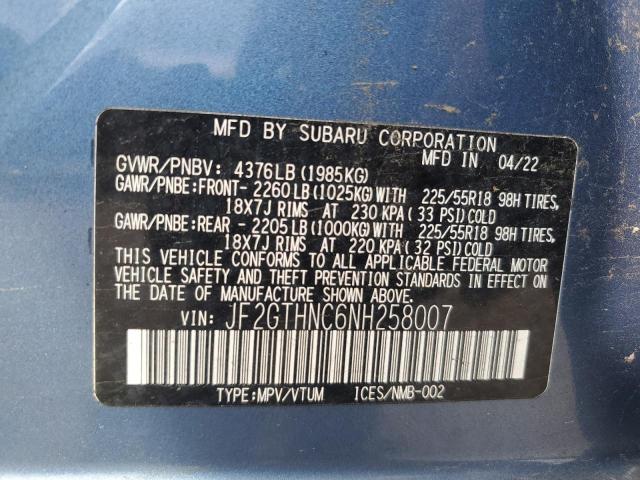 MFD BY SUBARU CORPORATION
MFD IN 04/22
GVWR/PNBV: 4376LB (1985KG)
GAWR/PNBE:FRONT- 2260LB (1025KG) WITH 225/55R18 98H TIRES,
18X7J RIMS AT 230 KPA ( 33 PSI) COLD
GAWR/PNBE:REAR - 2205LB (1000KG) WITH 225/55R18 98H TIRES,
18X7J RIMS AT 220 KPA ( 32 PSI) COLD
THIS VEHICLE CONFORMS TO ALL APPLICABLE FEDERAL MOTOR
VEHICLE SAFETY AND THEFT PREVENTION STANDARDS IN EFFECT ON
THE DATE OF MANUFACTURE SHOWN ABOVE.
VIN: JF2GTHNC6NH258007
TYPE:MPV/VTUM ICES/NMB-002